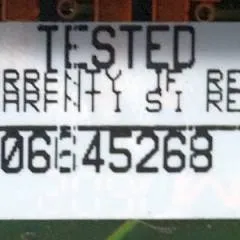 TESTED
RRENTY IF RE
ARENTI SI RE
06645268